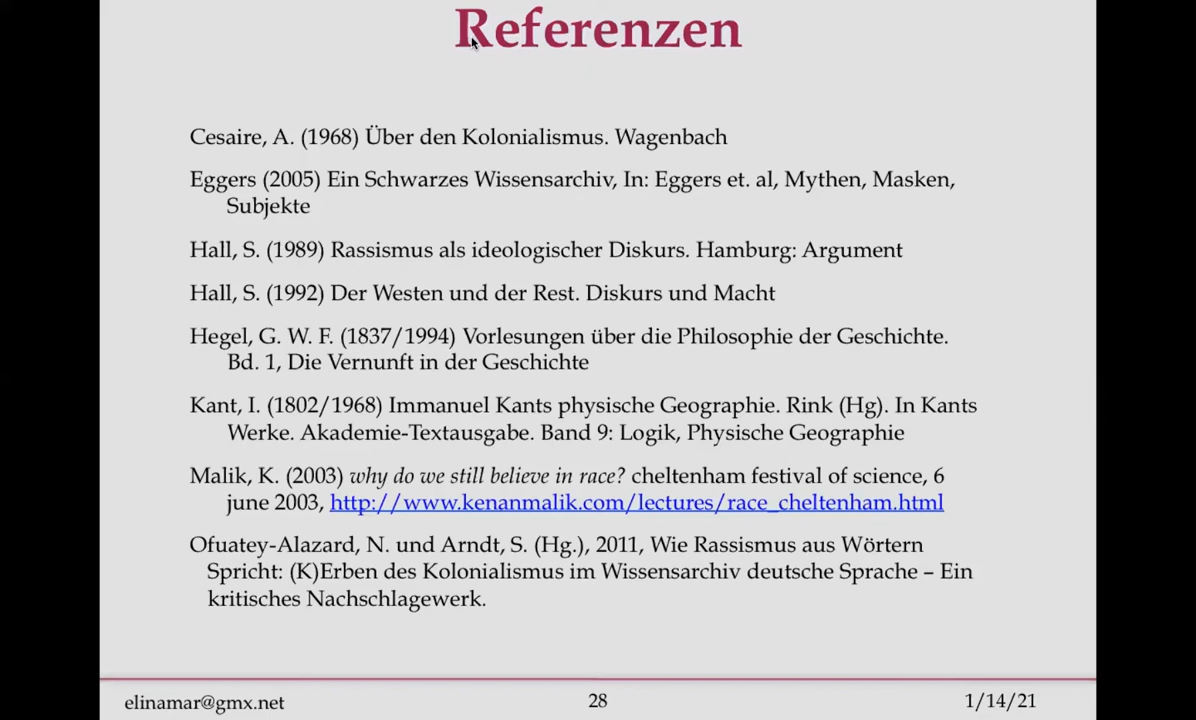 Referenzen
Cesaire, A. (1968) Über den Kolonialismus. Wagenbach
Eggers (2005) Ein Schwarzes Wissensarchiv, In: Eggers et. al, Mythen, Masken,
Subjekte
Hall, S. (1989) Rassismus als ideologischer Diskurs. Hamburg: Argument
Hall, S. (1992) Der Westen und der Rest. Diskurs und Macht
Hegel, G. W. F. (1837/1994) Vorlesungen über die Philosophie der Geschichte.
Bd. 1, Die Vernunft in der Geschichte
Kant, I. (1802/1968) Immanuel Kants physische Geographie. Rink (Hg). In Kants
Werke. Akademie-Textausgabe. Band 9: Logik, Physische Geographie
Malik, K. (2003) why do we still believe in race? cheltenham festival of science, 6
june 2003, http://www.kenanmalik.com/lectures/race_cheltenham.html
Ofuatey-Alazard, N. und Arndt, S. (Hg.), 2011, Wie Rassismus aus Wörtern
Spricht: (K)Erben des Kolonialismus im Wissensarchiv deutsche Sprache – Ein
kritisches Nachschlagewerk.
elinamar@gmx.net 28 1/14/21